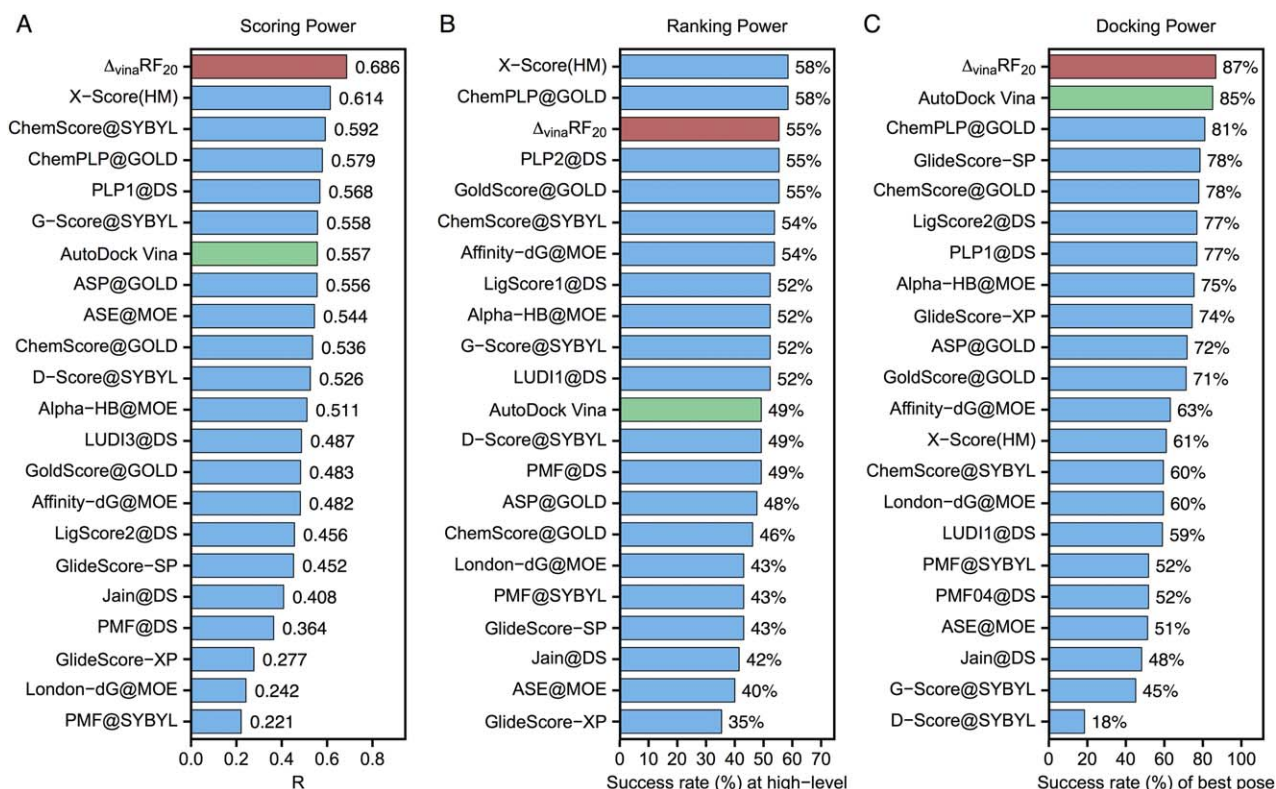 A Scoring Power
ΔvinaRF20 0.686
X−Score(HM) 0.614
ChemScore@SYBYL 0.592
ChemPLP@GOLD 0.579
PLP1@DS 0.568
G−Score@SYBYL 0.558
AutoDock Vina 0.557
ASP@GOLD 0.556
ASE@MOE 0.544
ChemScore@GOLD 0.536
D−Score@SYBYL 0.526
Alpha−HB@MOE 0.511
LUDI3@DS 0.487
GoldScore@GOLD 0.483
Affinity−dG@MOE 0.482
LigScore2@DS 0.456
GlideScore−SP 0.452
Jain@DS 0.408
PMF@DS 0.364
GlideScore−XP 0.277
London−dG@MOE 0.242
PMF@SYBYL 0.221
0.0 0.2 0.4 0.6 0.8
R
B Ranking Power
X−Score(HM) 58%
ChemPLP@GOLD 58%
ΔvinaRF20 55%
PLP2@DS 55%
GoldScore@GOLD 55%
ChemScore@SYBYL 54%
Affinity−dG@MOE 54%
LigScore1@DS 52%
Alpha−HB@MOE 52%
G−Score@SYBYL 52%
LUDI1@DS 52%
AutoDock Vina 49%
D−Score@SYBYL 49%
PMF@DS 49%
ASP@GOLD 48%
ChemScore@GOLD 46%
London−dG@MOE 43%
PMF@SYBYL 43%
GlideScore−SP 43%
Jain@DS 42%
ASE@MOE 40%
GlideScore−XP 35%
0 10 20 30 40 50 60 70
Success rate (%) at high−level
C Docking Power
ΔvinaRF20 87%
AutoDock Vina 85%
ChemPLP@GOLD 81%
GlideScore−SP 78%
ChemScore@GOLD 78%
LigScore2@DS 77%
PLP1@DS 77%
Alpha−HB@MOE 75%
GlideScore−XP 74%
ASP@GOLD 72%
GoldScore@GOLD 71%
Affinity−dG@MOE 63%
X−Score(HM) 61%
ChemScore@SYBYL 60%
London−dG@MOE 60%
LUDI1@DS 59%
PMF@SYBYL 52%
PMF04@DS 52%
ASE@MOE 51%
Jain@DS 48%
G−Score@SYBYL 45%
D−Score@SYBYL 18%
0 20 40 60 80 100
Success rate (%) of best pose